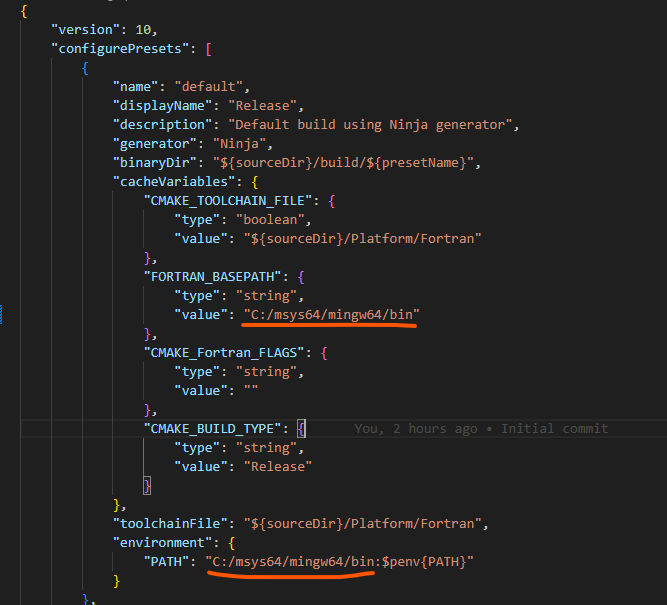 {
"version": 10,
"configurePresets": [
{
"name": "default",
"displayName": "Release",
"description": "Default build using Ninja generator",
"generator": "Ninja",
"binaryDir": "${sourceDir}/build/${presetName}",
"cacheVariables": {
"CMAKE_TOOLCHAIN_FILE": {
"type": "boolean",
"value": "${sourceDir}/Platform/Fortran"
},
"FORTRAN_BASEPATH": {
"type": "string",
"value": "C:/msys64/mingw64/bin"
},
"CMAKE_Fortran_FLAGS": {
"type": "string",
"value": ""
},
"CMAKE_BUILD_TYPE": { You, 2 hours ago • Initial commit
"type": "string",
"value": "Release"
}
},
"toolchainFile": "${sourceDir}/Platform/Fortran",
"environment": {
"PATH": "C:/msys64/mingw64/bin:$penv{PATH}"
}
},